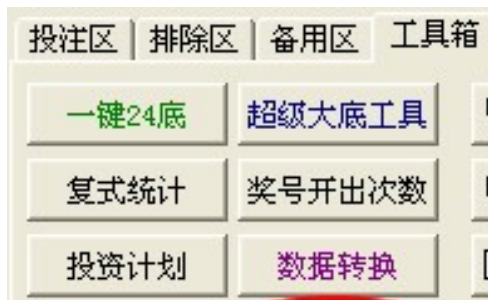 投注区 排除区 备用区 工具箱
一键24底 超级大底工具
复式统计 奖号开出次数
投资计划 数据转换